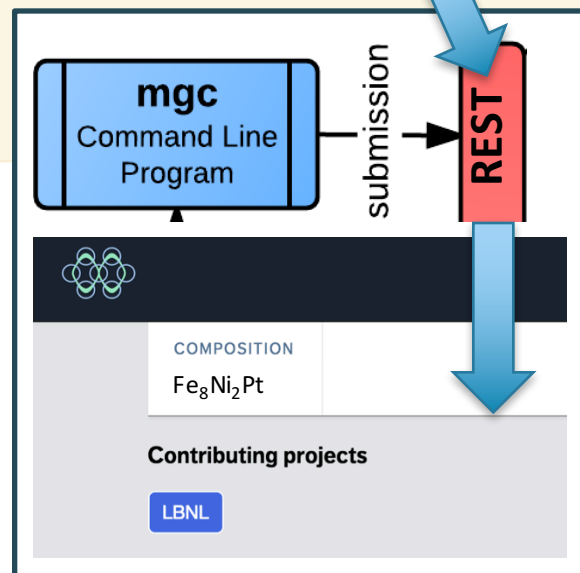 mgc
Command Line
Program
submission
REST
COMPOSITION
Fe₈Ni₂Pt
Contributing projects
LBNL